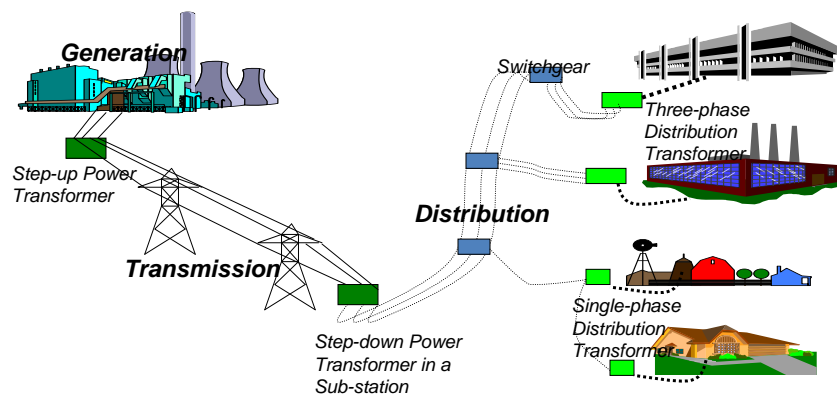 Generation
Step-up Power
Transformer
Transmission
Step-down Power
Transformer in a
Sub-station
Distribution
Switchgear
Three-phase
Distribution
Transformer
Single-phase
Distribution
Transformer